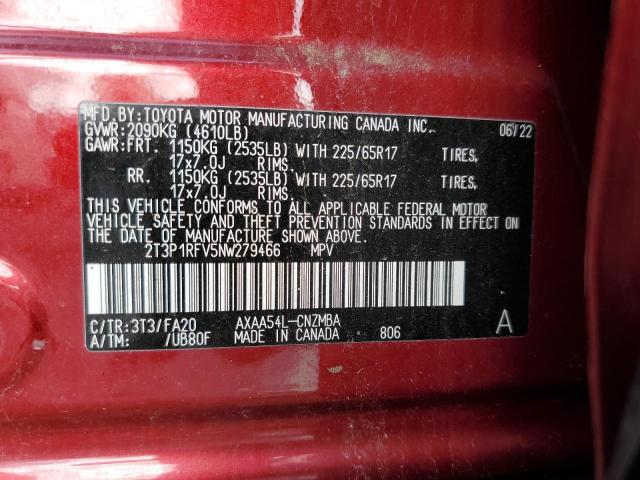 MFD.BY:TOYOTA MOTOR MANUFACTURING CANADA INC. 06/22
GVWR:2090KG (4610LB)
GAWR:FRT. 1150KG (2535LB) WITH 225/65R17 TIRES,
17x7.0J RIMS.
RR. 1150KG (2535LB) WITH 225/65R17 TIRES,
17x7.0J RIMS.
THIS VEHICLE CONFORMS TO ALL APPLICABLE FEDERAL MOTOR
VEHICLE SAFETY AND THEFT PREVENTION STANDARDS IN EFFECT ON
THE DATE OF MANUFACTURE SHOWN ABOVE.
2T3P1RFV5NW279466 MPV
C/TR:3T3/FA20 AXAA54L-CNZMBA
A/TM: /UB80F MADE IN CANADA 806 A